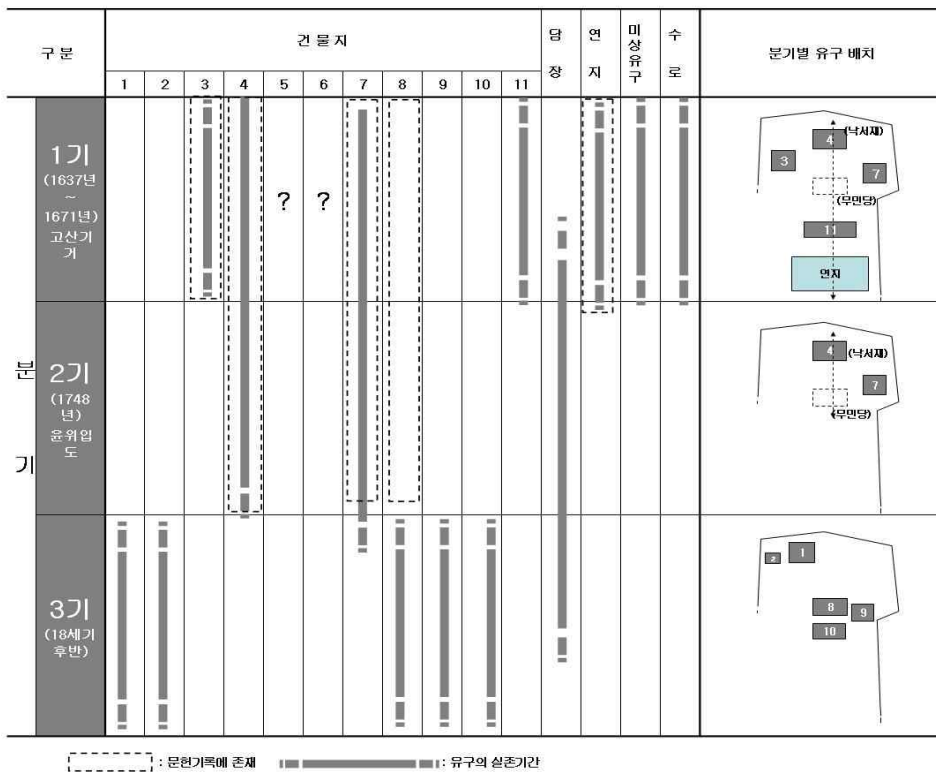 구 분
건 물 지
당 장
연 지
미상유구
수 로
분기별 유구 배치
1 2 3 4 5 6 7 8 9 10 11
분 기
1기
(1637년
~
1671년)
고산기
거
? ?
2기
(1748
년)
윤위입
도
3기
(18세기
후반)
4
(낙서재)
3
7
(무민당)
11
연지
4
(낙서재)
7
(무민당)
1
2
8
9
10
: 문헌기록에 존재
: 유구의 실존기간